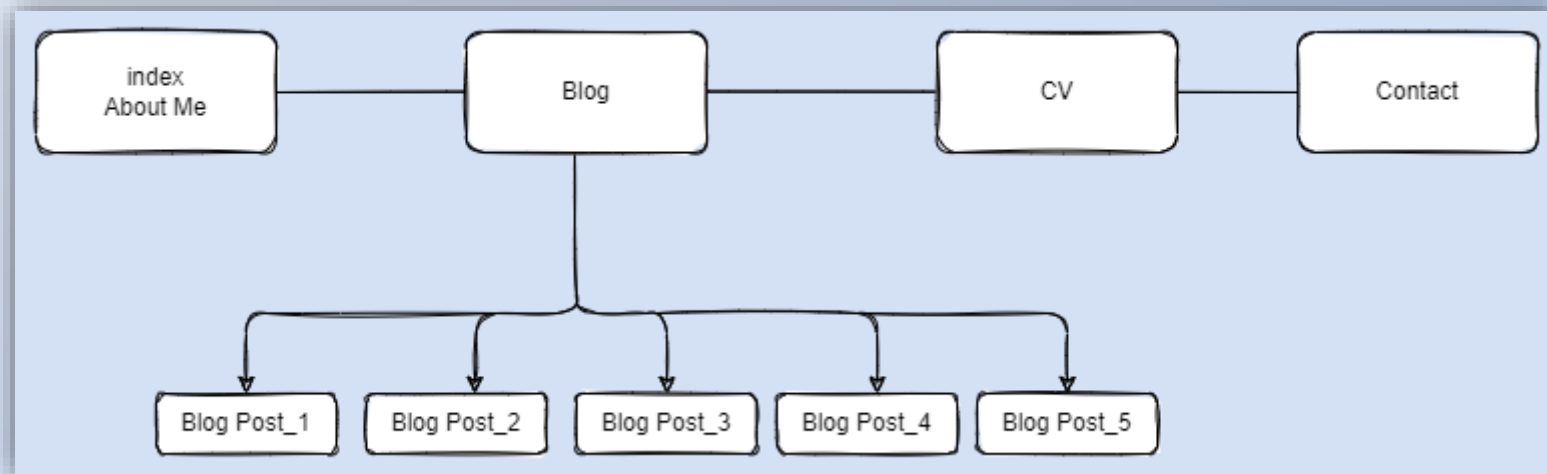 index
About Me
Blog
CV
Contact
Blog Post_1
Blog Post_2
Blog Post_3
Blog Post_4
Blog Post_5